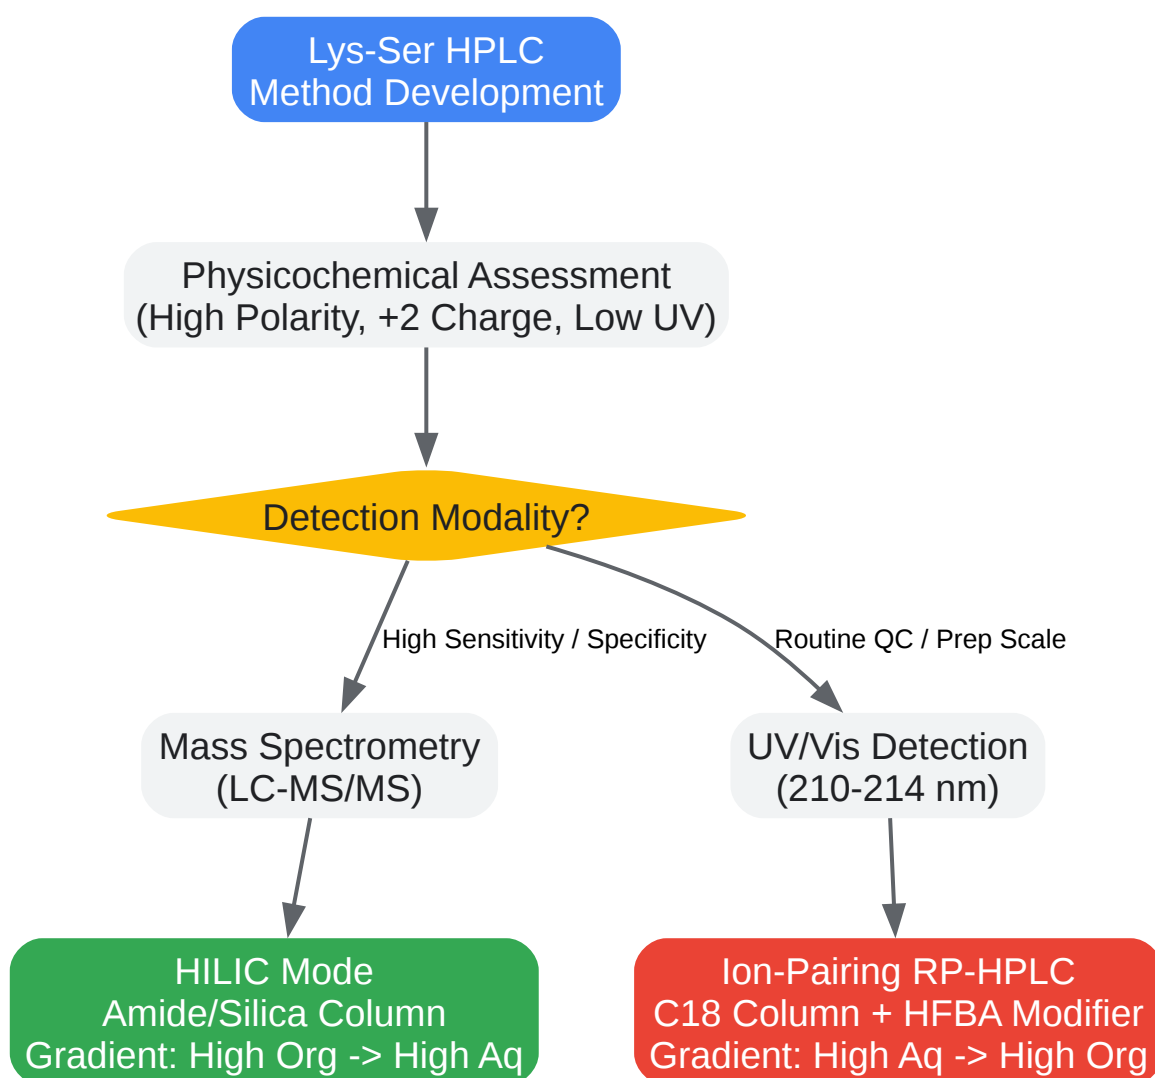 Lys-Ser HPLC
Method Development
Physicochemical Assessment
(High Polarity, +2 Charge, Low UV)
Detection Modality?
High Sensitivity / Specificity
Routine QC / Prep Scale
Mass Spectrometry
(LC-MS/MS)
UV/Vis Detection
(210-214 nm)
HILIC Mode
Amide/Silica Column
Gradient: High Org -> High Aq
Ion-Pairing RP-HPLC
C18 Column + HFBA Modifier
Gradient: High Aq -> High Org